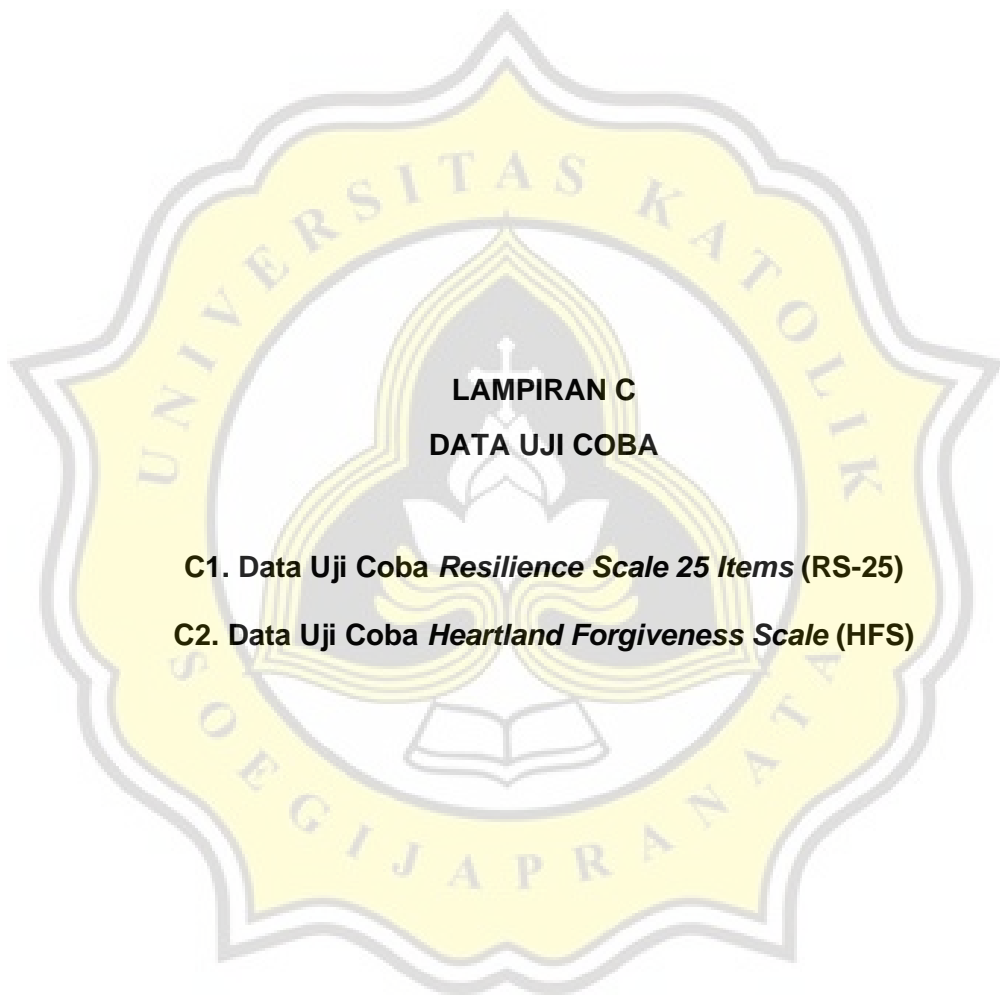 UNIVERSITAS KATOLIK
LAMPIRAN C
DATA UJI COBA
C1. Data Uji Coba Resilience Scale 25 Items (RS-25)
C2. Data Uji Coba Heartland Forgiveness Scale (HFS)
SOEGIJAPRANATA